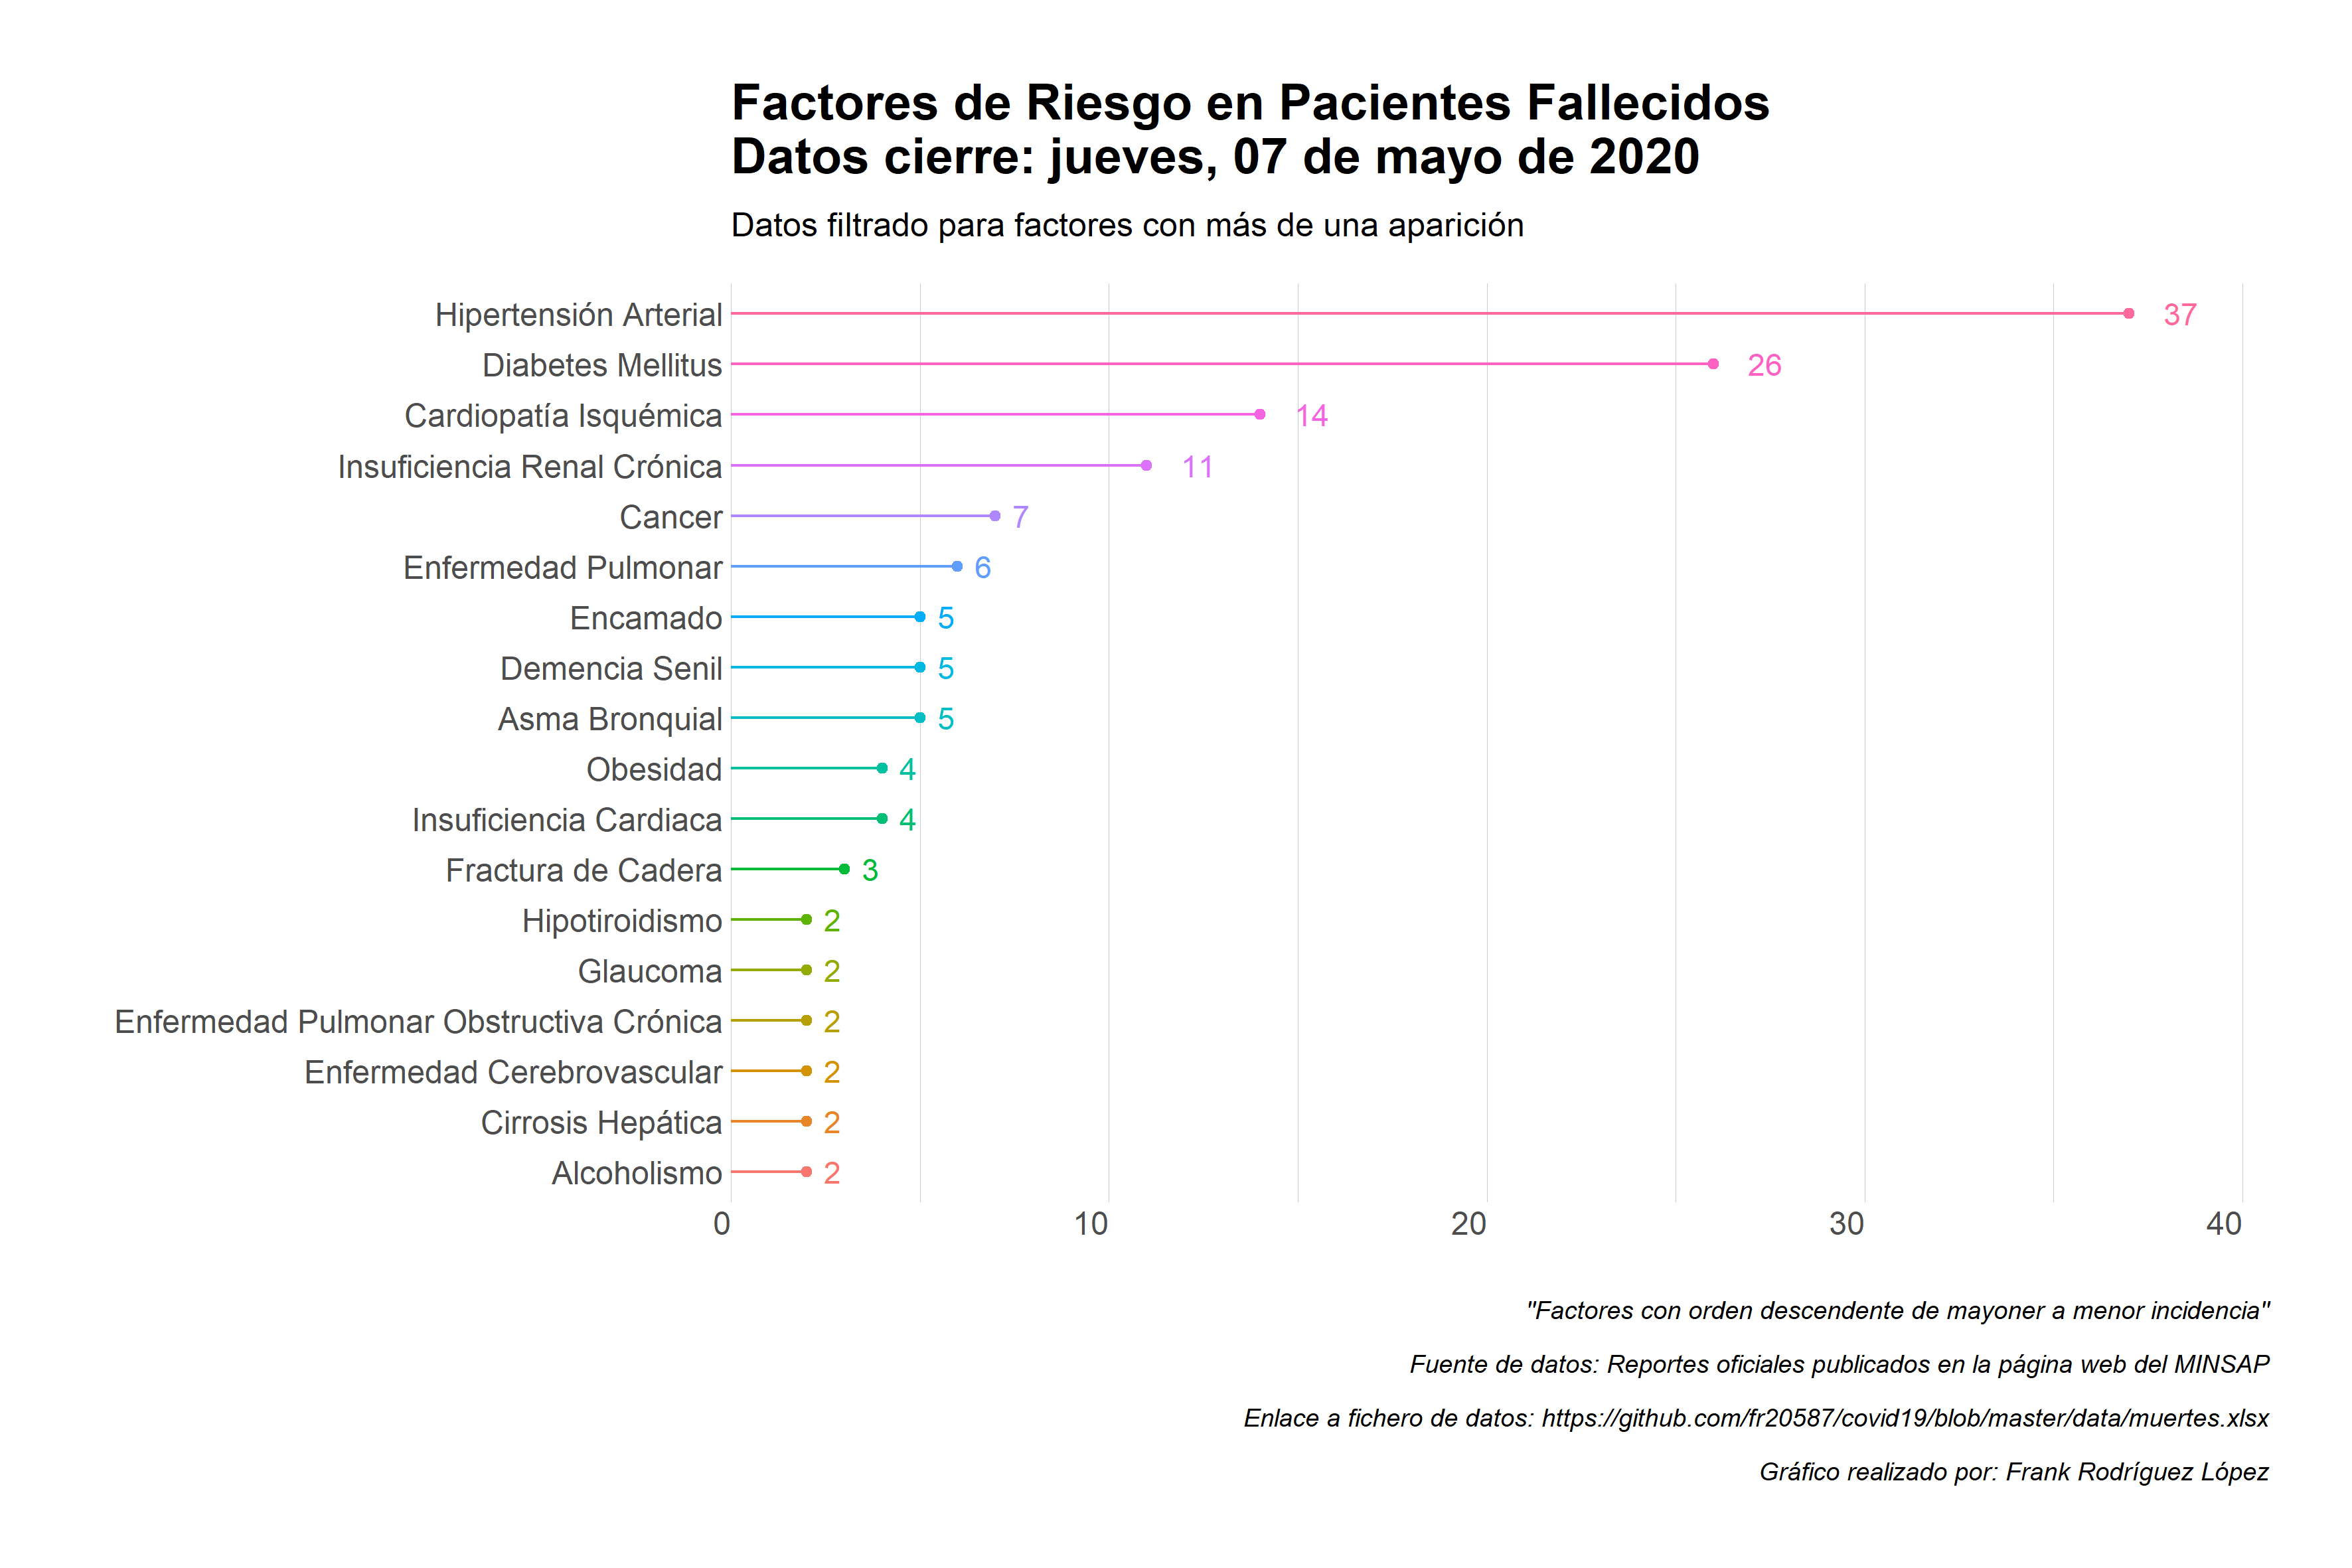 Factores de Riesgo en Pacientes Fallecidos
Datos cierre: jueves, 07 de mayo de 2020
Datos filtrado para factores con más de una aparición
Hipertensión Arterial 37
Diabetes Mellitus 26
Cardiopatía Isquémica 14
Insuficiencia Renal Crónica 11
Cancer 7
Enfermedad Pulmonar 6
Encamado 5
Demencia Senil 5
Asma Bronquial 5
Obesidad 4
Insuficiencia Cardiaca 4
Fractura de Cadera 3
Hipotiroidismo 2
Glaucoma 2
Enfermedad Pulmonar Obstructiva Crónica 2
Enfermedad Cerebrovascular 2
Cirrosis Hepática 2
Alcoholismo 2
0 10 20 30 40
"Factores con orden descendente de mayoner a menor incidencia"
Fuente de datos: Reportes oficiales publicados en la página web del MINSAP
Enlace a fichero de datos: https://github.com/fr20587/covid19/blob/master/data/muertes.xlsx
Gráfico realizado por: Frank Rodríguez López